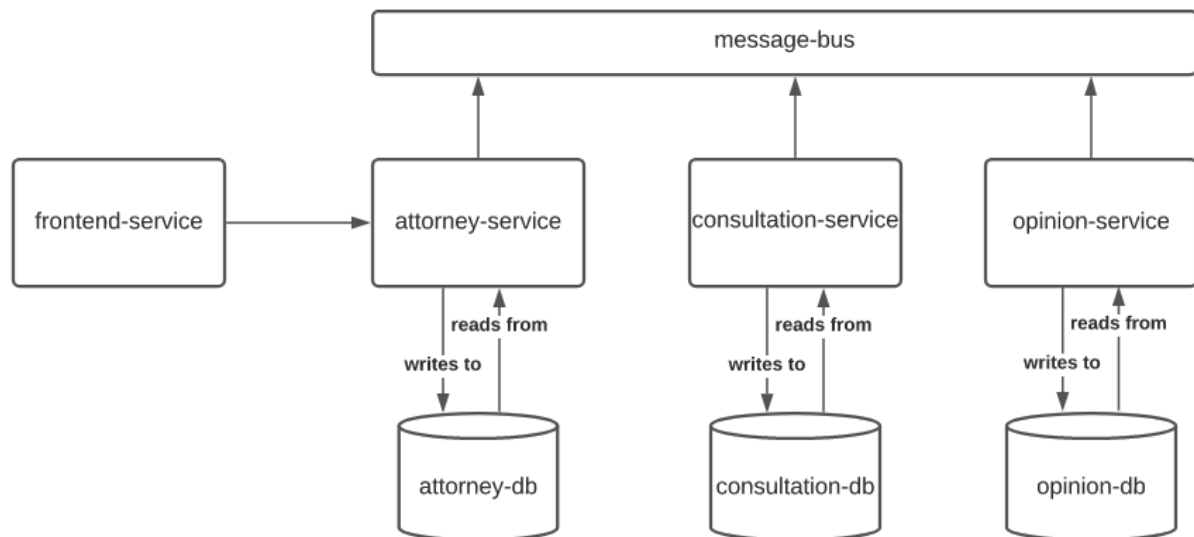 message-bus
frontend-service
attorney-service
consultation-service
opinion-service
reads from
writes to
reads from
writes to
reads from
writes to
attorney-db
consultation-db
opinion-db